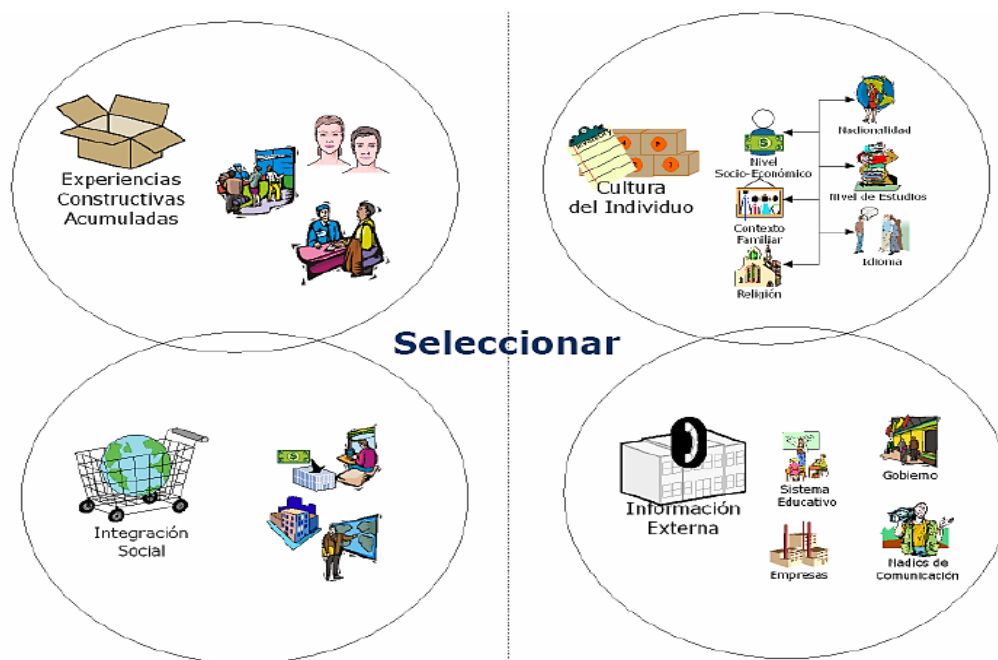 Experiencias
Constructivas
Acumuladas
Cultura
del Individuo
Nacionalidad
Nivel
Socio-Económico
Nivel de Estudios
Contexto
Familiar
Idioma
Religión
Seleccionar
Integración
Social
Información
Externa
Sistema
Educativo
Gobierno
Empresas
Madios de
Comunicación